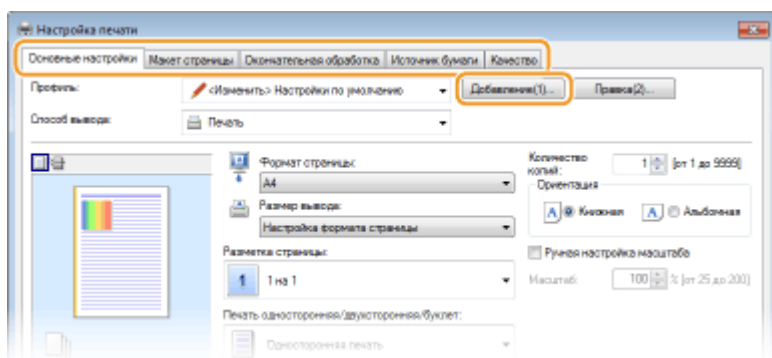 Настройка печати
Основные настройки Макет страницы Окончательная обработка Источник бумаги Качество
Профиль: <Изменить> Настройки по умолчанию Добавление(1)... Правка(2)...
Способ вывода: Печать
Формат страницы: Количество копий: 1 [от 1 до 9999]
A4
Ориентация
Размер вывода: A Книжная A Альбомная
Настройка формата страницы
Разметка страницы: Ручная настройка масштаба
1 1 на 1 Масштаб: 100 % [от 25 до 200]
Печать односторонняя/двухсторонняя/буклет:
Односторонняя печать